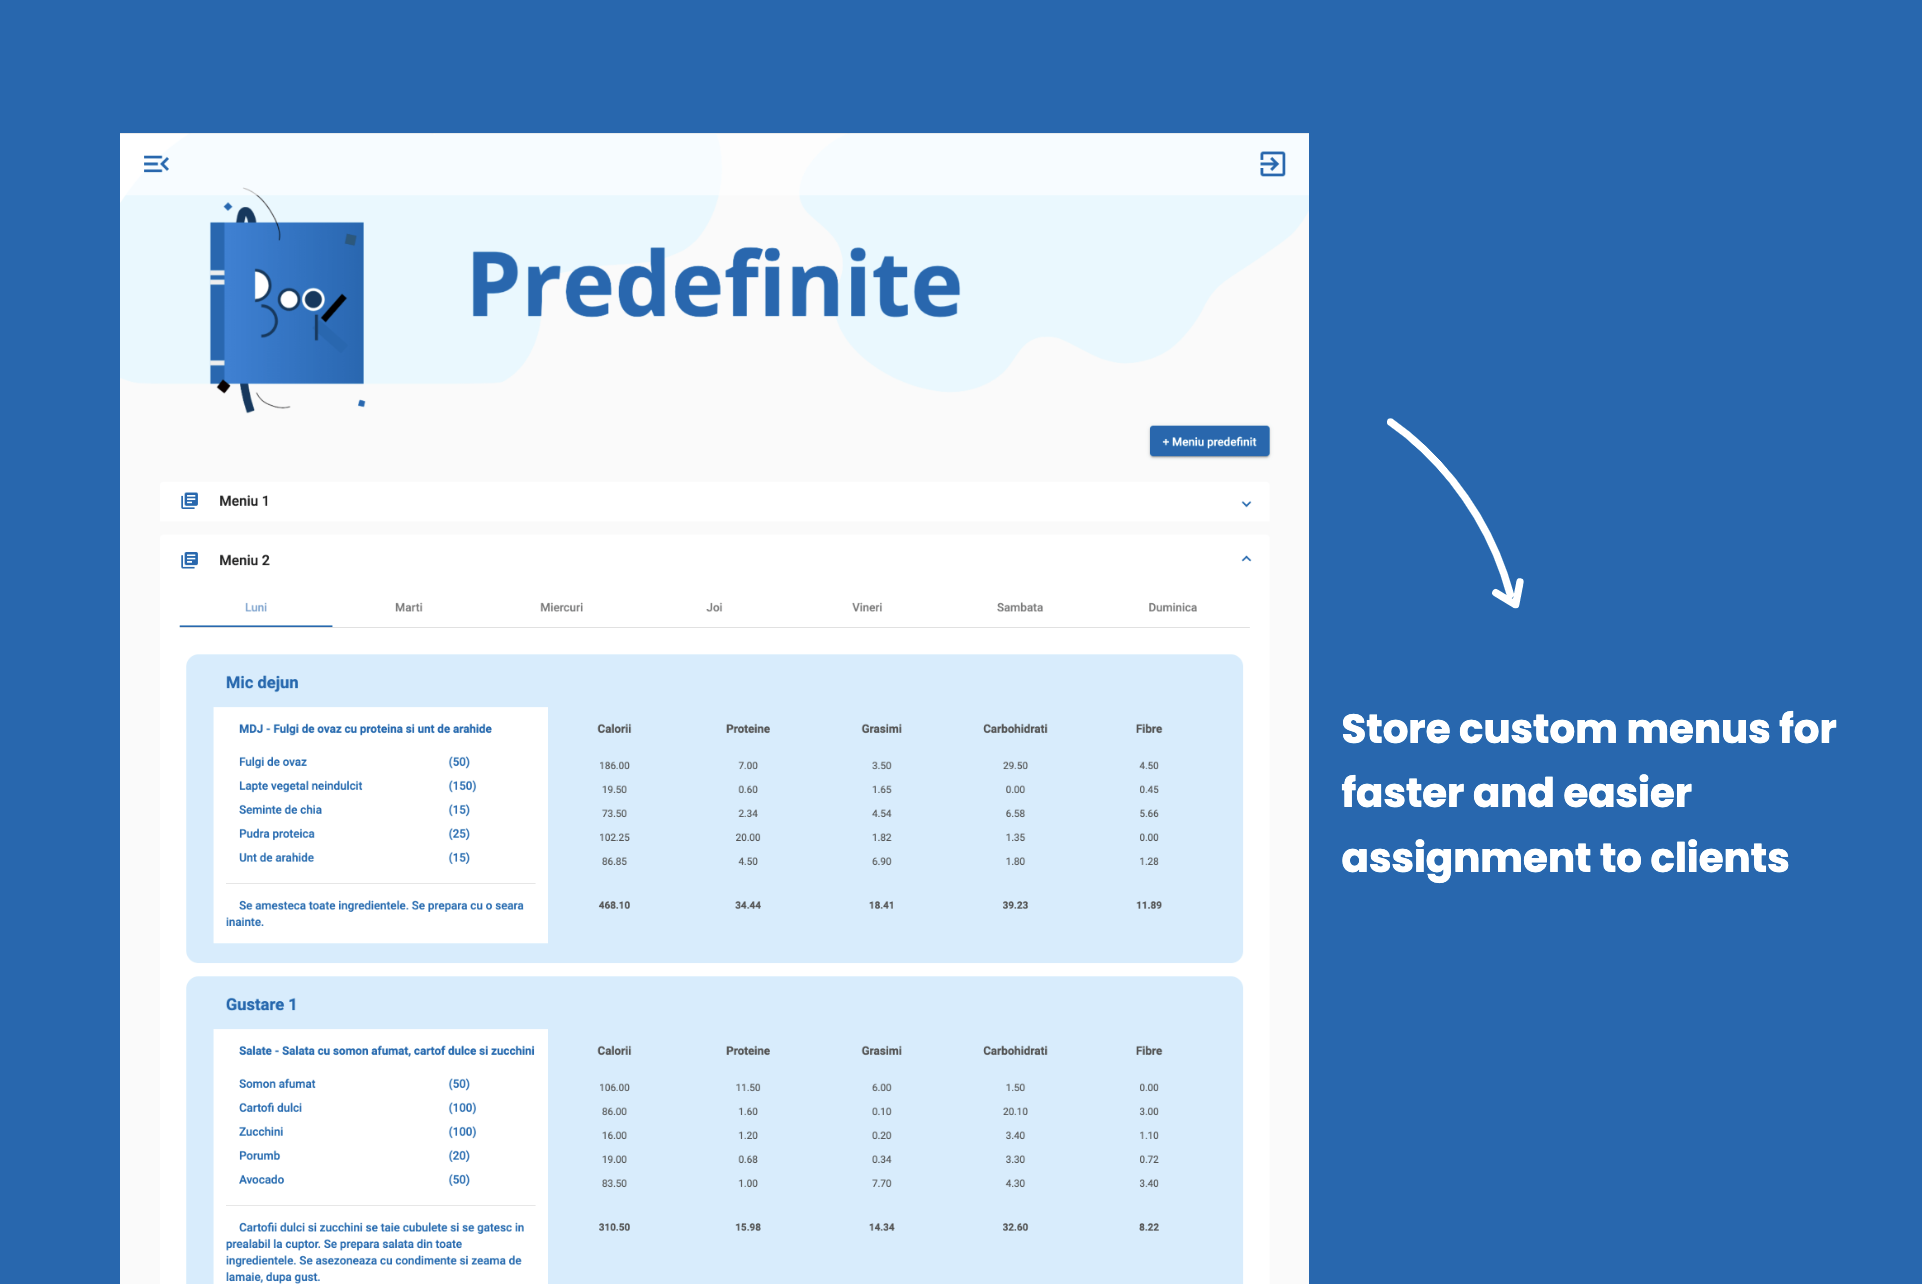 Book
Predefinite
+ Meniu predefinit
Meniu 1
Meniu 2
Luni Marti Miercuri Joi Vineri Sambata Duminica
Mic dejun
MDJ - Fulgi de ovaz cu proteina si unt de arahide Calorii Proteine Grasimi Carbohidrati Fibre
Fulgi de ovaz (50) 186.00 7.00 3.50 29.50 4.50
Lapte vegetal neindulcit (150) 19.50 0.60 1.65 0.00 0.45
Seminte de chia (15) 73.50 2.34 4.54 6.58 5.66
Pudra proteica (25) 102.25 20.00 1.82 1.35 0.00
Unt de arahide (15) 86.85 4.50 6.90 1.80 1.28
Se amesteca toate ingredientele. Se prepara cu o seara 468.10 34.44 18.41 39.23 11.89
inainte.
Gustare 1
Salate - Salata cu somon afumat, cartof dulce si zucchini Calorii Proteine Grasimi Carbohidrati Fibre
Somon afumat (50) 106.00 11.50 6.00 1.50 0.00
Cartofi dulci (100) 86.00 1.60 0.10 20.10 3.00
Zucchini (100) 16.00 1.20 0.20 3.40 1.10
Porumb (20) 19.00 0.68 0.34 3.30 0.72
Avocado (50) 83.50 1.00 7.70 4.30 3.40
Cartofii dulci si zucchini se taie cubulete si se gatesc in 310.50 15.98 14.34 32.60 8.22
prealabil la cuptor. Se prepara salata din toate
ingredientele. Se asezoneaza cu condimente si zeama de
lamaie, dupa gust.
Store custom menus for
faster and easier
assignment to clients